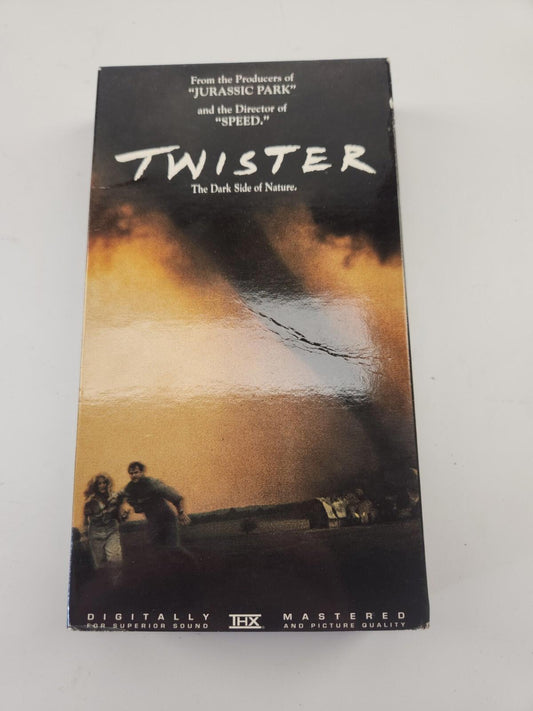 From the Producers of
"JURASSIC PARK"
and the Director of
"SPEED."
TWISTER
The Dark Side of Nature.
DIGITALLY THX MASTERED
FOR SUPERIOR SOUND AND PICTURE QUALITY